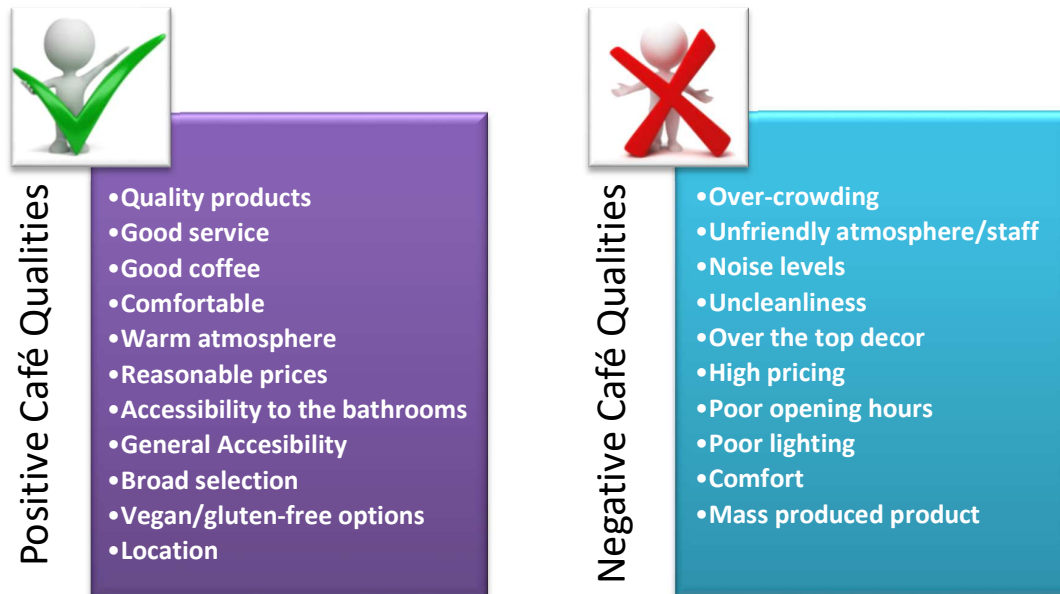 Positive Café Qualities
•Quality products
•Good service
•Good coffee
•Comfortable
•Warm atmosphere
•Reasonable prices
•Accessibility to the bathrooms
•General Accesibility
•Broad selection
•Vegan/gluten-free options
•Location
Negative Café Qualities
•Over-crowding
•Unfriendly atmosphere/staff
•Noise levels
•Uncleanliness
•Over the top decor
•High pricing
•Poor opening hours
•Poor lighting
•Comfort
•Mass produced product